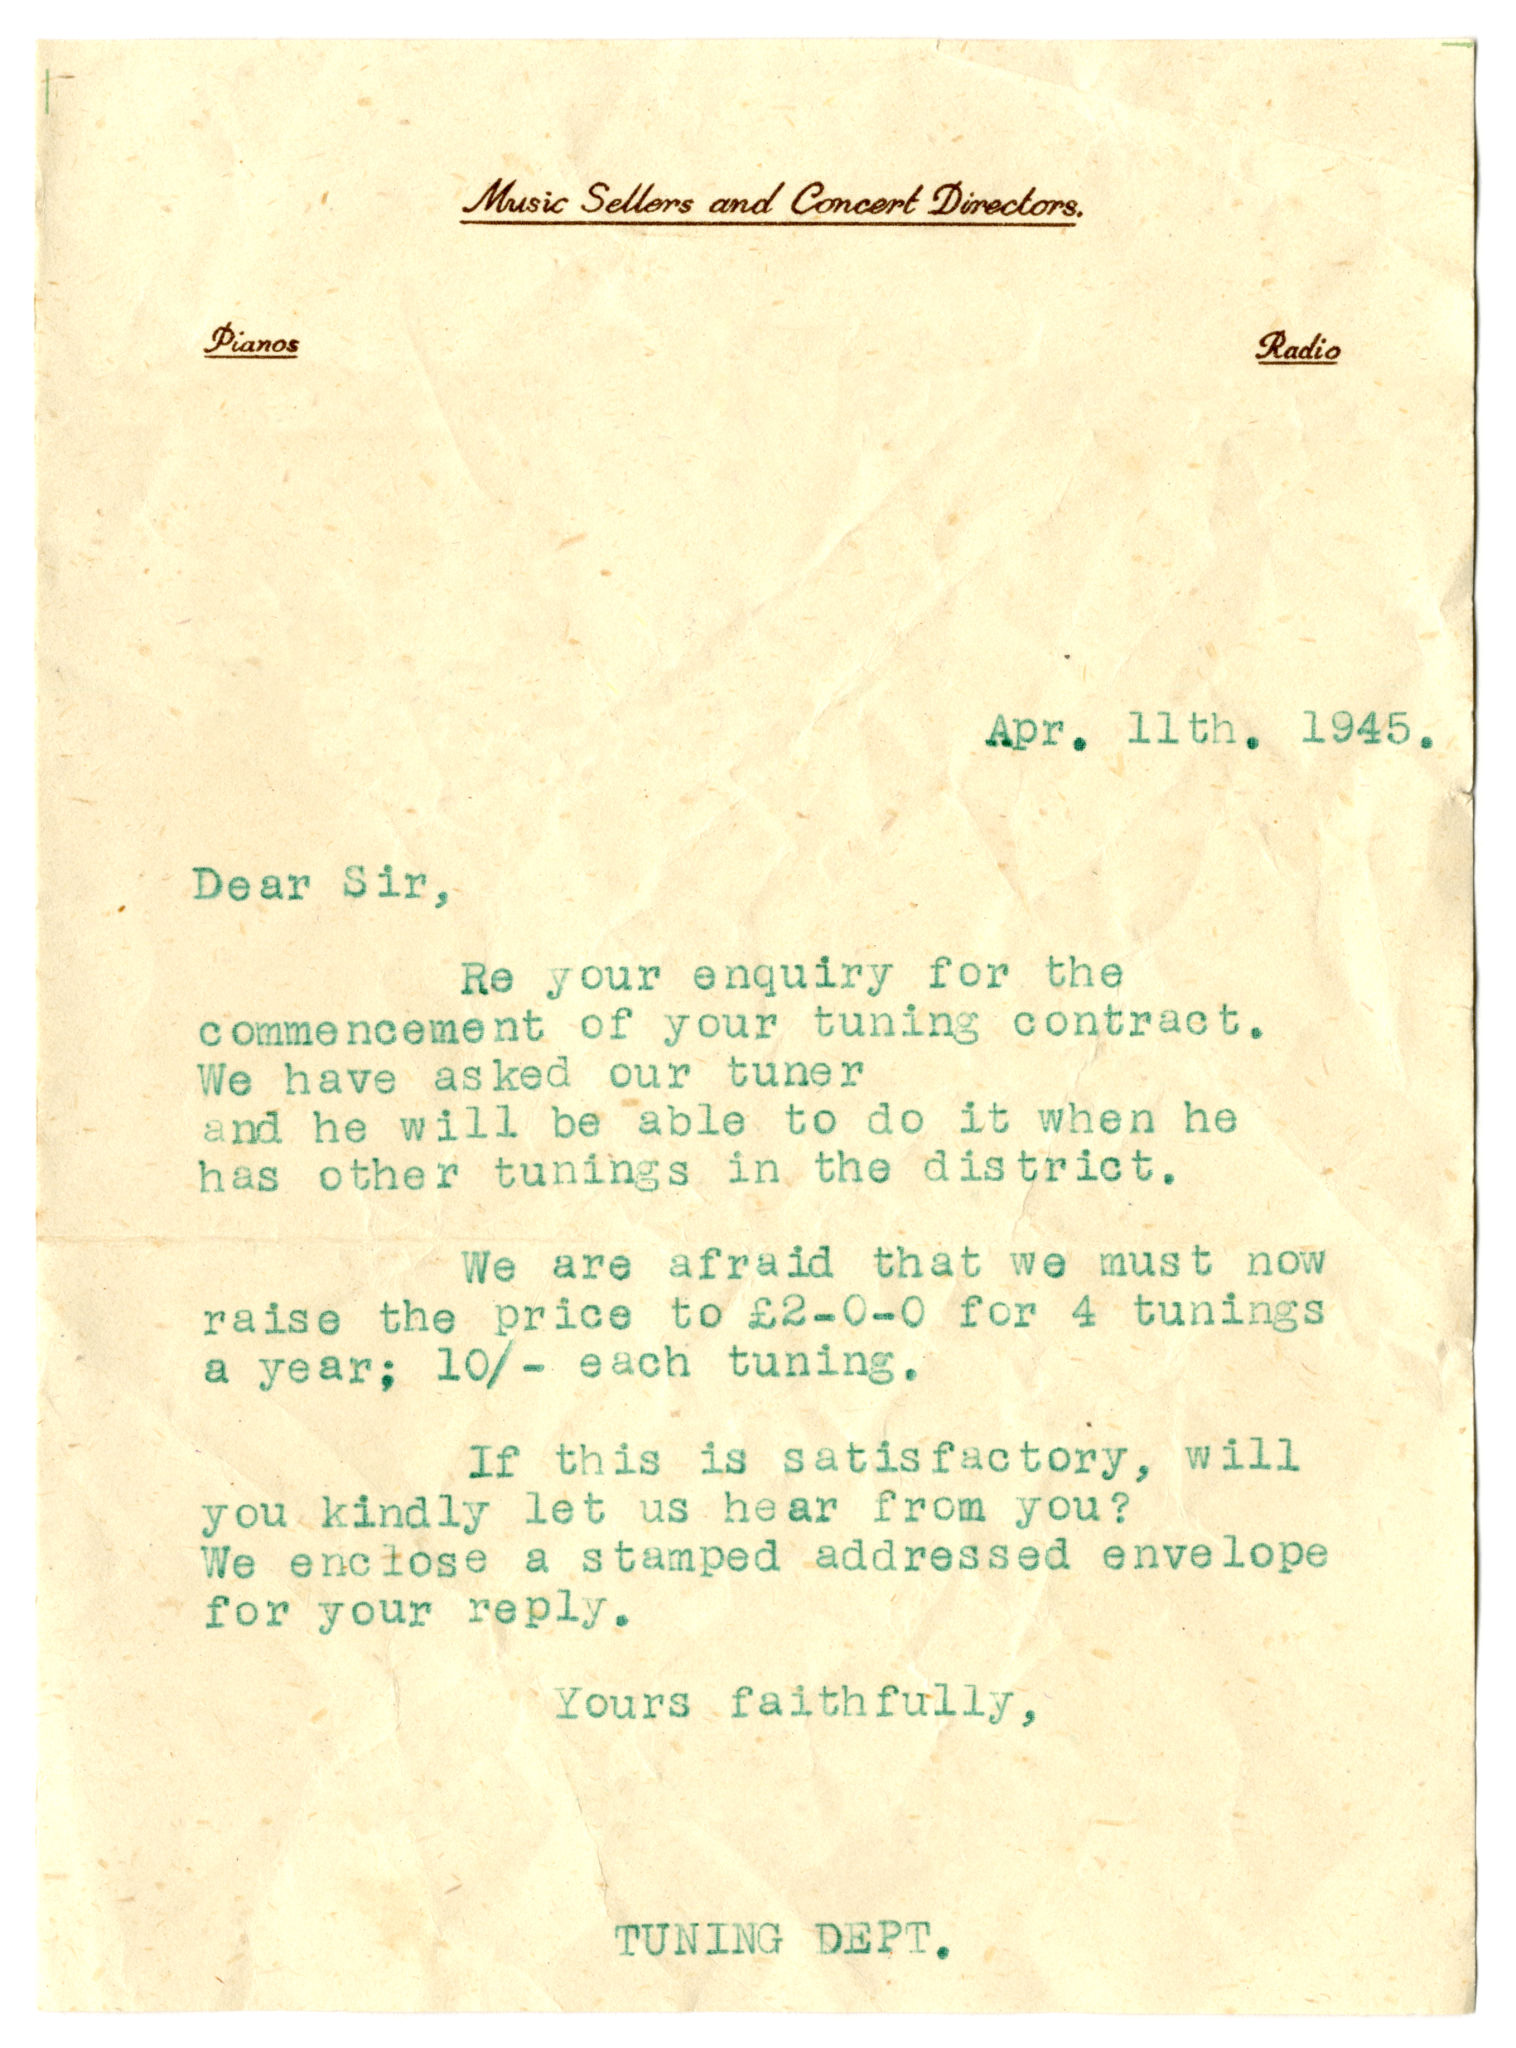 Music Sellers and Concert Directors.
Pianos
Radio
Apr. 11th. 1945.
Dear Sir,
Re your enquiry for the
commencement of your tuning contract.
We have asked our tuner
and he will be able to do it when he
has other tunings in the district.
We are afraid that we must now
raise the price to £2-0-0 for 4 tunings
a year; 10/- each tuning.
If this is satisfactory, will
you kindly let us hear from you?
We enclose a stamped addressed envelope
for your reply.
Yours faithfully,
TUNING DEPT.